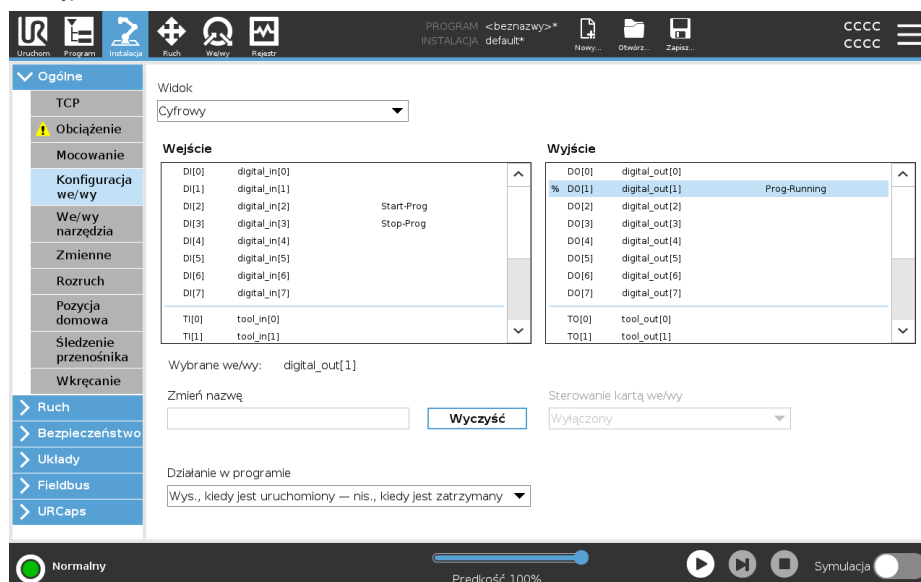 PROGRAM <beznazwy>*
INSTALACJA default*
cccc
cccc
Uruchom Program Instalacja Ruch We/wy Rejestr Nowy... Otwórz... Zapisz...
Ogólne
TCP
Obciążenie
Mocowanie
Konfiguracja
we/wy
We/wy
narzędzia
Zmienne
Rozruch
Pozycja
domowa
Śledzenie
przenośnika
Wkręcanie
Ruch
Bezpieczeństwo
Układy
Fieldbus
URCaps
Widok
Cyfrowy
Wejście
DI[0] digital_in[0]
DI[1] digital_in[1]
DI[2] digital_in[2] Start-Prog
DI[3] digital_in[3] Stop-Prog
DI[4] digital_in[4]
DI[5] digital_in[5]
DI[6] digital_in[6]
DI[7] digital_in[7]
TI[0] tool_in[0]
TI[1] tool_in[1]
Wyjście
DO[0] digital_out[0]
% DO[1] digital_out[1] Prog-Running
DO[2] digital_out[2]
DO[3] digital_out[3]
DO[4] digital_out[4]
DO[5] digital_out[5]
DO[6] digital_out[6]
DO[7] digital_out[7]
TO[0] tool_out[0]
TO[1] tool_out[1]
Wybrane we/wy: digital_out[1]
Zmień nazwę
Wyczyść
Sterowanie kartą we/wy
Wyłączony
Działanie w programie
Wys., kiedy jest uruchomiony — nis., kiedy jest zatrzymany
Normalny
Prędkość 100%
Symulacja